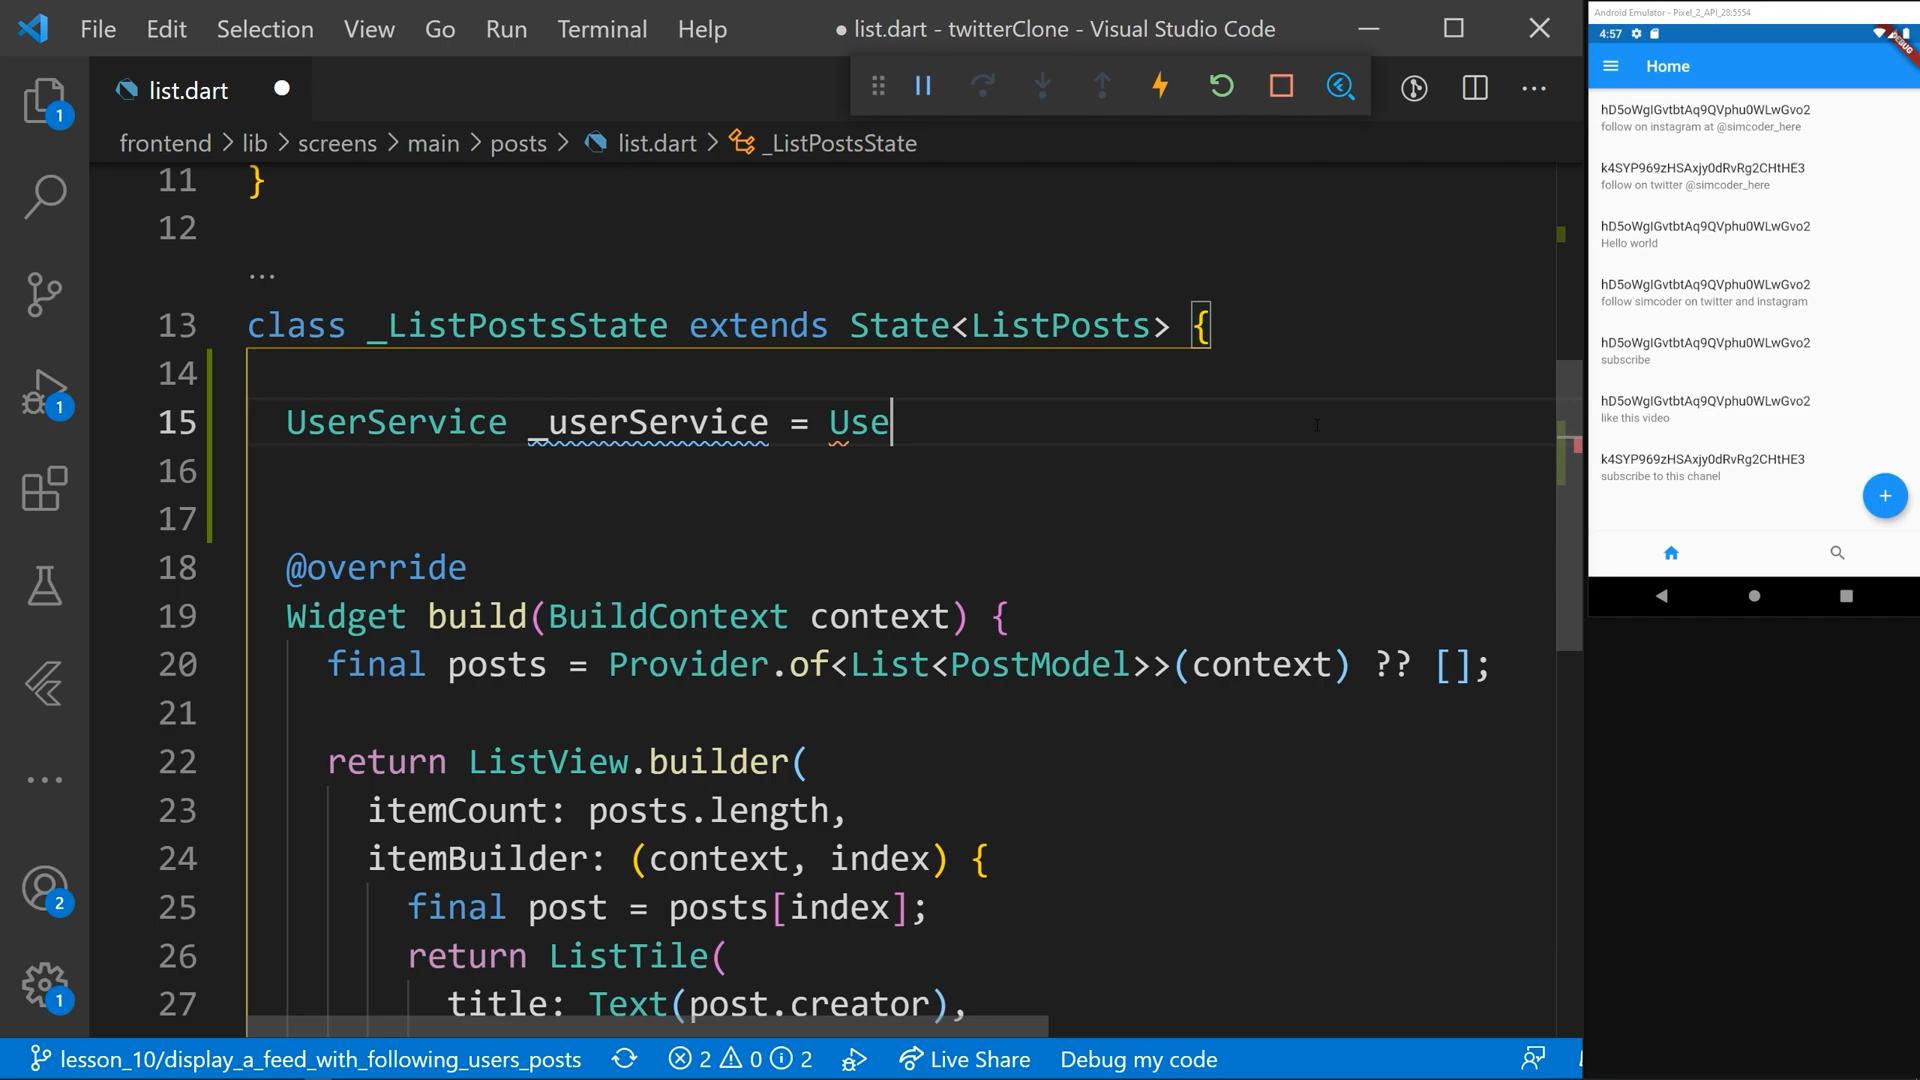 File Edit Selection View Go Run Terminal Help
● list.dart - twitterClone - Visual Studio Code
list.dart
frontend > lib > screens > main > posts > list.dart > _ListPostsState
11 }
12
...
13 class _ListPostsState extends State<ListPosts> {
14
15 UserService _userService = Use
16
17
18 @override
19 Widget build(BuildContext context) {
20 final posts = Provider.of<List<PostModel>>(context) ?? [];
21
22 return ListView.builder(
23 itemCount: posts.length,
24 itemBuilder: (context, index) {
25 final post = posts[index];
26 return ListTile(
27 title: Text(post.creator),
1
1
2
1
lesson_10/display_a_feed_with_following_users_posts 2 0 2 Live Share Debug my code
Android Emulator - Pixel_2_API_28:5554
4:57
DEBUG
Home
hD5oWgIGvtbtAq9QVphu0WLwGvo2
follow on instagram at @simcoder_here
k4SYP969zHSAxjy0dRvRg2CHtHE3
follow on twitter @simcoder_here
hD5oWgIGvtbtAq9QVphu0WLwGvo2
Hello world
hD5oWgIGvtbtAq9QVphu0WLwGvo2
follow simcoder on twitter and instagram
hD5oWgIGvtbtAq9QVphu0WLwGvo2
subscribe
hD5oWgIGvtbtAq9QVphu0WLwGvo2
like this video
k4SYP969zHSAxjy0dRvRg2CHtHE3
subscribe to this chanel